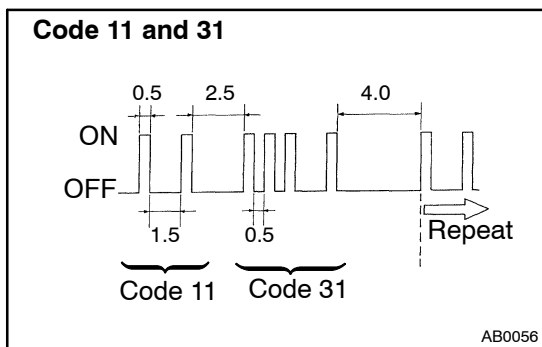 Code 11 and 31
0.5 2.5 4.0
ON
OFF
Repeat
1.5 0.5
Code 11 Code 31
AB0056